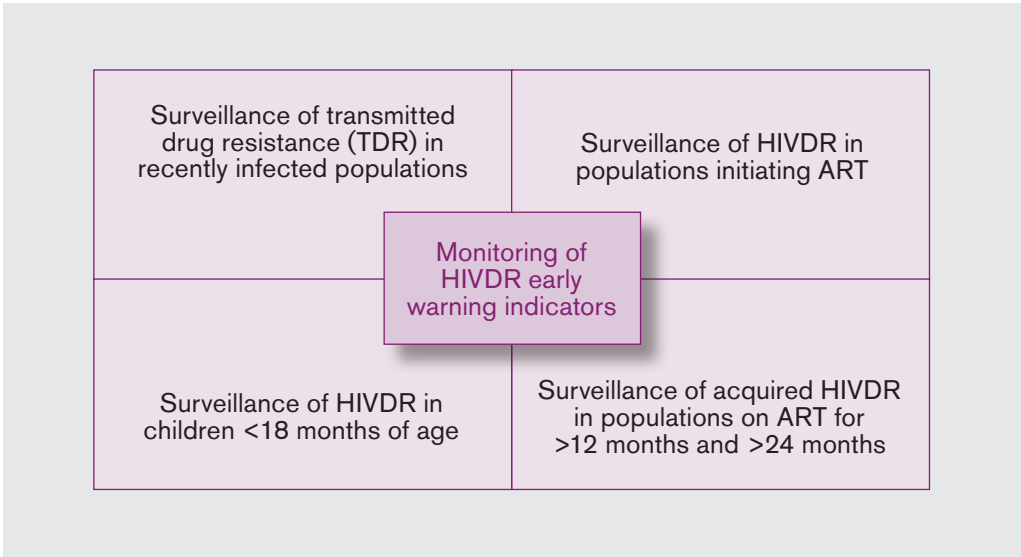 Surveillance of transmitted
drug resistance (TDR) in
recently infected populations
Surveillance of HIVDR in
populations initiating ART
Monitoring of
HIVDR early
warning indicators
Surveillance of HIVDR in
children <18 months of age
Surveillance of acquired HIVDR
in populations on ART for
>12 months and >24 months